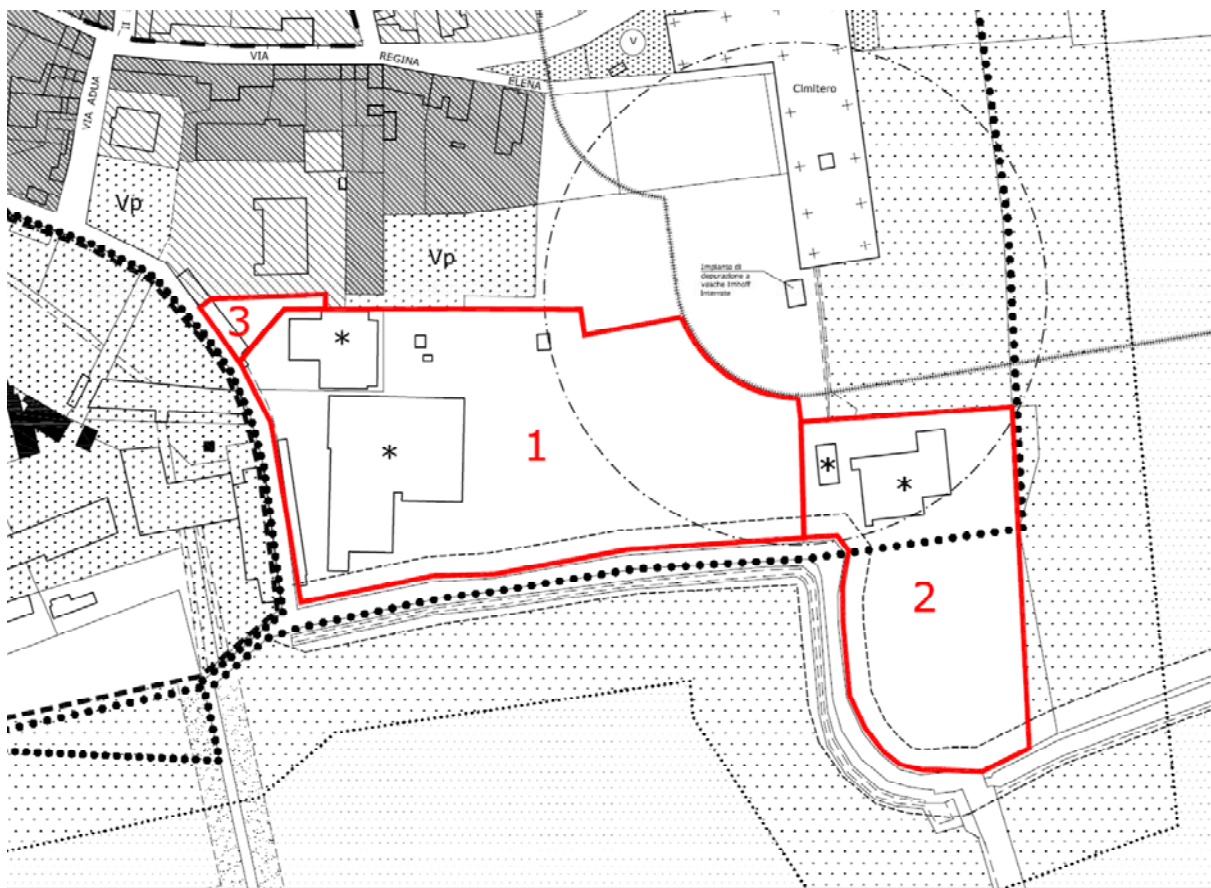 VIA
REGINA
ELENA
V
VIA ADUA
Cimitero
Vp
Vp
Impianto di
depurazione a
vasche Imhoff
interrate
3
*
1
*
*
*
2